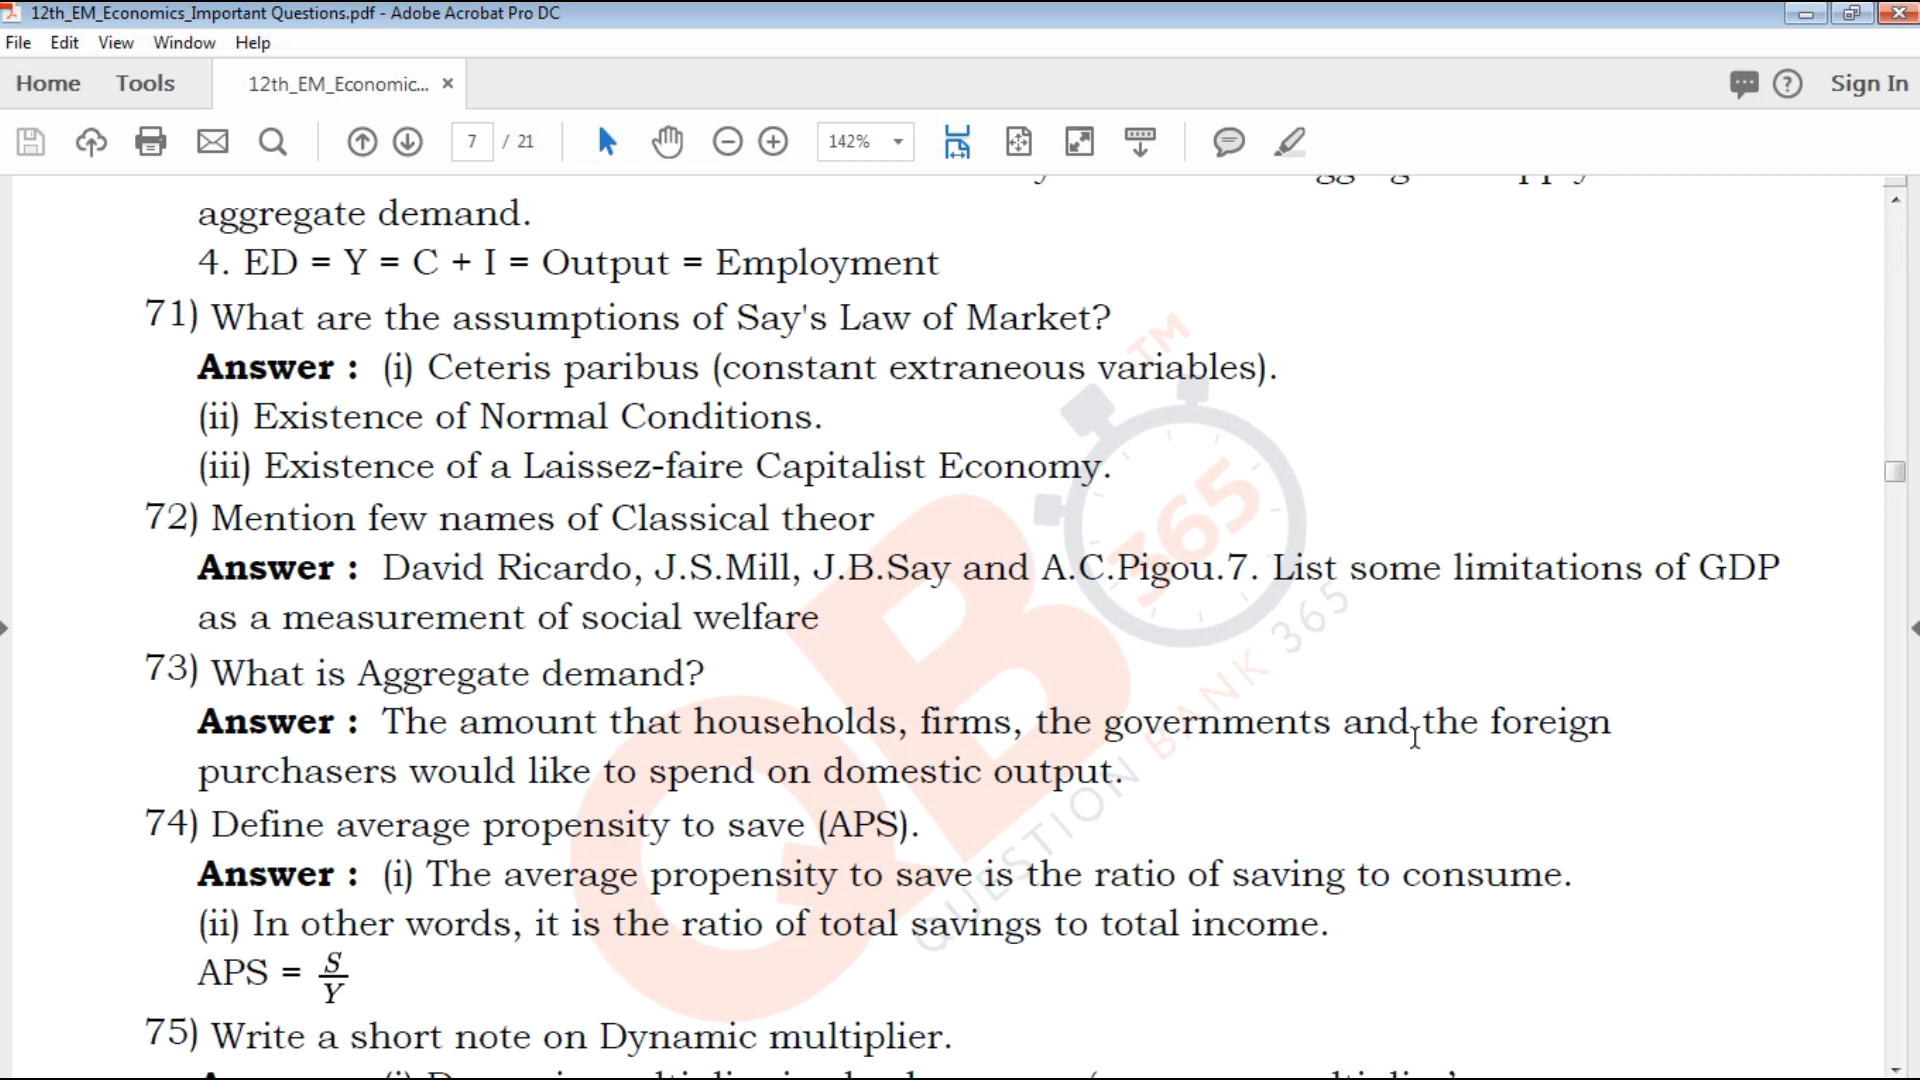 12th_EM_Economics_Important Questions.pdf - Adobe Acrobat Pro DC
File Edit View Window Help
Home Tools 12th_EM_Economic... × Sign In
7 / 21 142%
aggregate demand.
4. ED = Y = C + I = Output = Employment
71) What are the assumptions of Say's Law of Market?
Answer : (i) Ceteris paribus (constant extraneous variables).
(ii) Existence of Normal Conditions.
(iii) Existence of a Laissez-faire Capitalist Economy.
72) Mention few names of Classical theor
Answer : David Ricardo, J.S.Mill, J.B.Say and A.C.Pigou.7. List some limitations of GDP
as a measurement of social welfare
73) What is Aggregate demand?
Answer : The amount that households, firms, the governments and the foreign
purchasers would like to spend on domestic output.
74) Define average propensity to save (APS).
Answer : (i) The average propensity to save is the ratio of saving to consume.
(ii) In other words, it is the ratio of total savings to total income.
APS = S/Y
75) Write a short note on Dynamic multiplier.
QB365 TM
QUESTION BANK 365